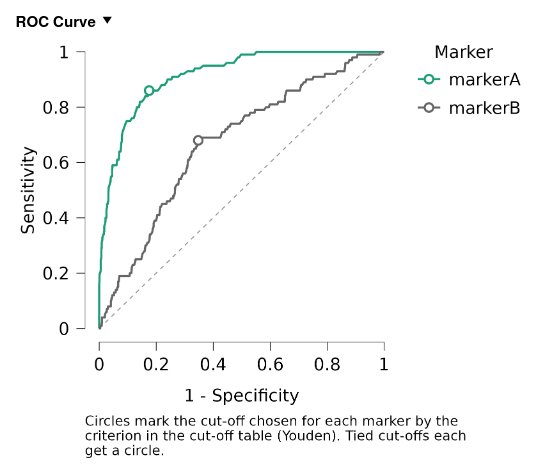 ROC Curve ▼
Marker
markerA
markerB
Sensitivity
1
0.8
0.6
0.4
0.2
0
0 0.2 0.4 0.6 0.8 1
1 - Specificity
Circles mark the cut-off chosen for each marker by the
criterion in the cut-off table (Youden). Tied cut-offs each
get a circle.